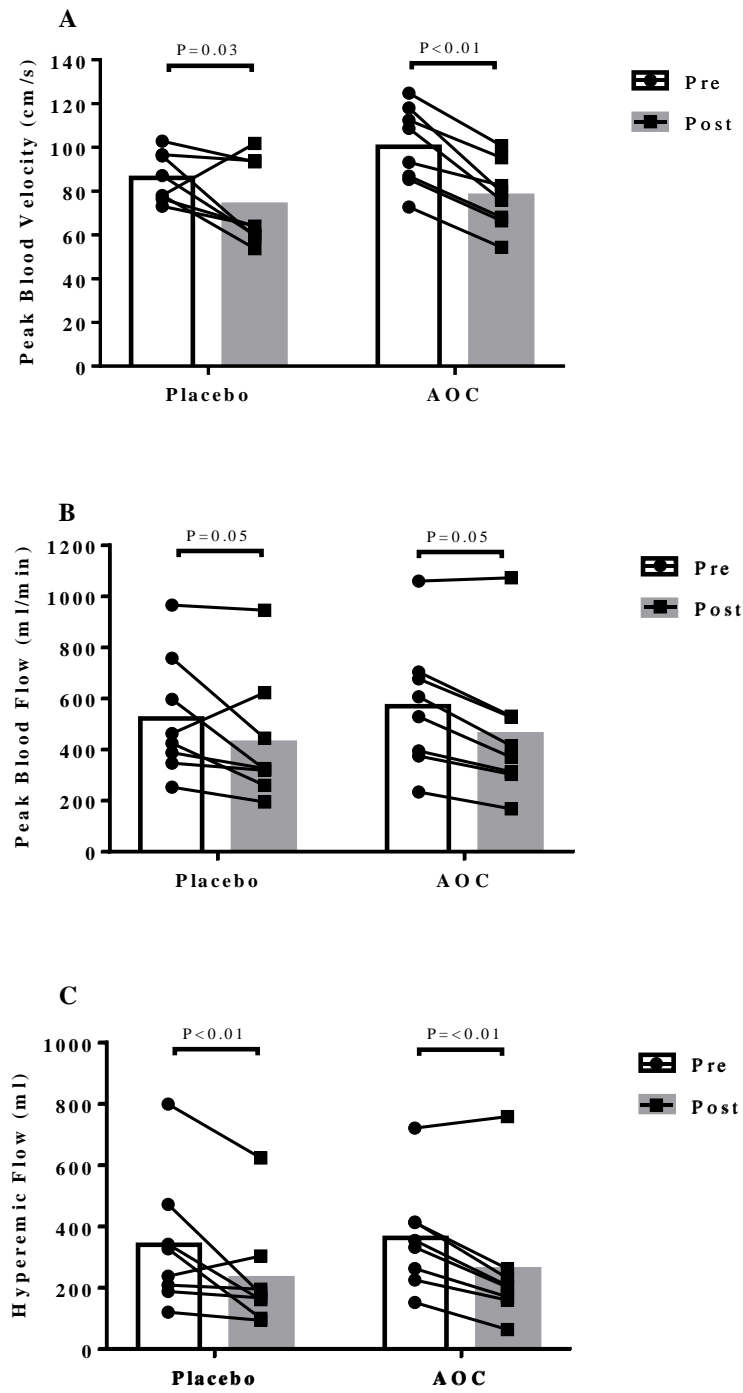 A
Peak Blood Velocity (cm/s)
140
120
100
80
60
40
20
0
P=0.03
P<0.01
Placebo
AOC
Pre
Post
B
Peak Blood Flow (ml/min)
1200
1000
800
600
400
200
0
P=0.05
P=0.05
Placebo
AOC
Pre
Post
C
Hyperemic Flow (ml)
1000
800
600
400
200
0
P<0.01
P=<0.01
Placebo
AOC
Pre
Post